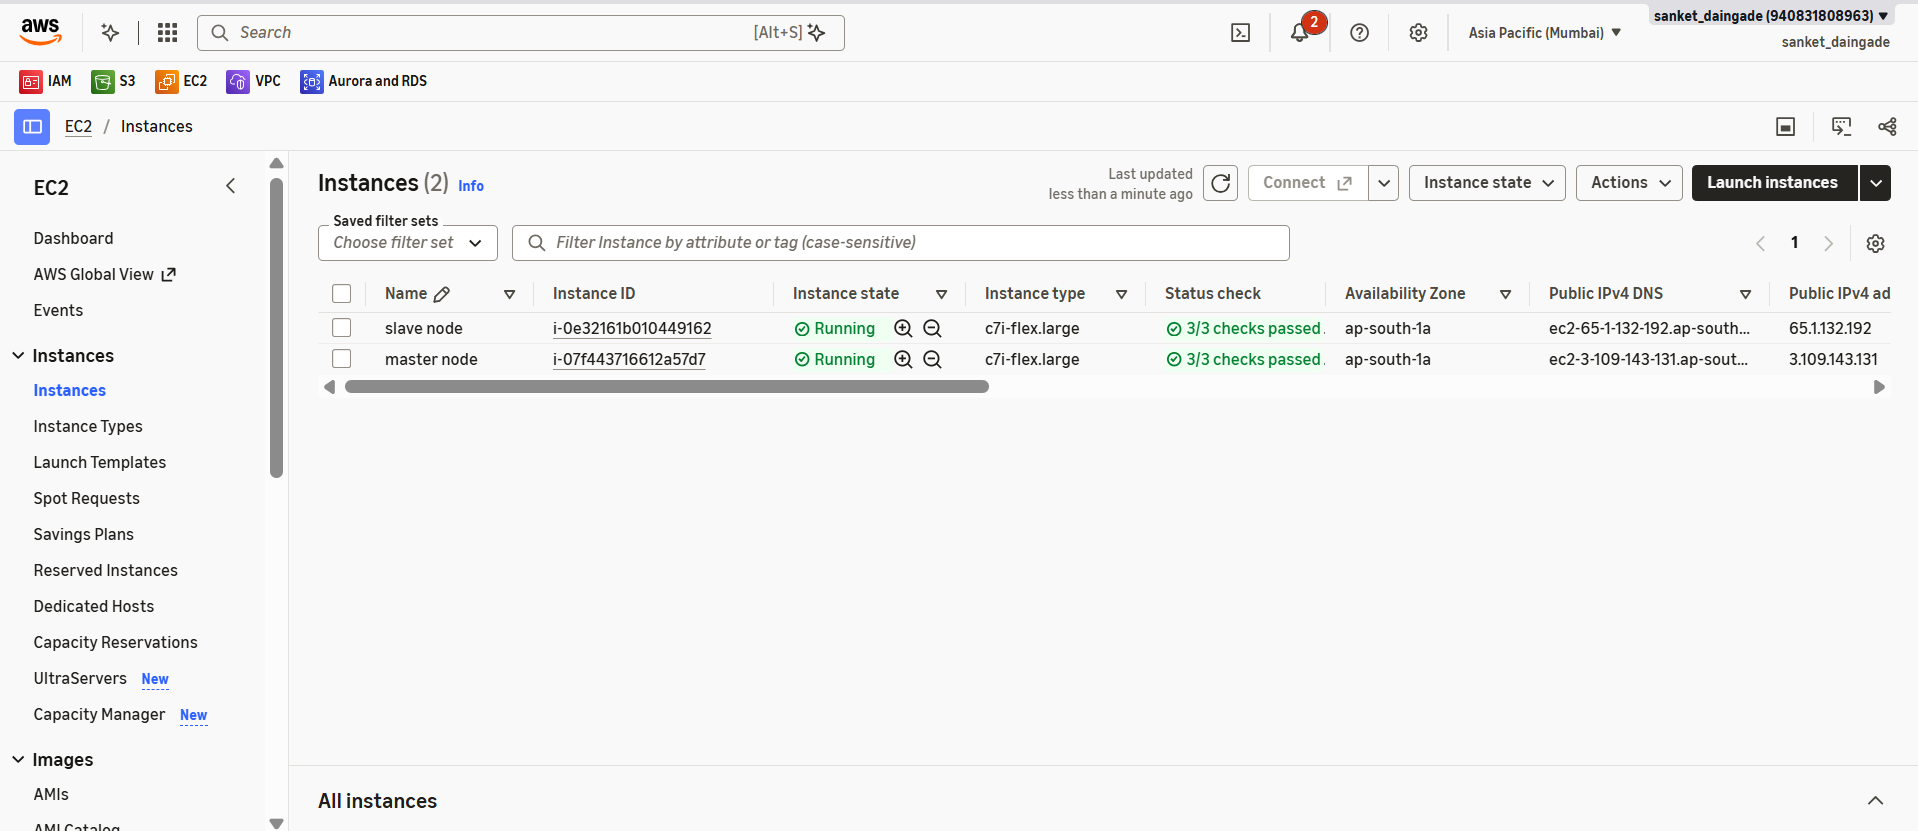 aws
Search [Alt+S]
2
Asia Pacific (Mumbai)
sanket_daingade (940831808963)
sanket_daingade
IAM S3 EC2 VPC Aurora and RDS
EC2 / Instances
EC2
Dashboard
AWS Global View
Events
Instances
Instances
Instance Types
Launch Templates
Spot Requests
Savings Plans
Reserved Instances
Dedicated Hosts
Capacity Reservations
UltraServers New
Capacity Manager New
Images
AMIs
AMI Catalog
Instances (2) Info
Last updated
less than a minute ago
Connect
Instance state
Actions
Launch instances
Saved filter sets
Choose filter set
Filter Instance by attribute or tag (case-sensitive)
1
Name Instance ID Instance state Instance type Status check Availability Zone Public IPv4 DNS Public IPv4 ad
slave node i-0e32161b010449162 Running c7i-flex.large 3/3 checks passed ap-south-1a ec2-65-1-132-192.ap-south... 65.1.132.192
master node i-07f443716612a57d7 Running c7i-flex.large 3/3 checks passed ap-south-1a ec2-3-109-143-131.ap-sout... 3.109.143.131
All instances